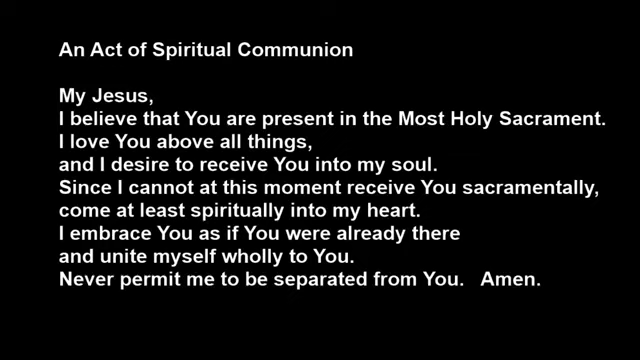 An Act of Spiritual Communion
My Jesus,
I believe that You are present in the Most Holy Sacrament.
I love You above all things,
and I desire to receive You into my soul.
Since I cannot at this moment receive You sacramentally,
come at least spiritually into my heart.
I embrace You as if You were already there
and unite myself wholly to You.
Never permit me to be separated from You.   Amen.